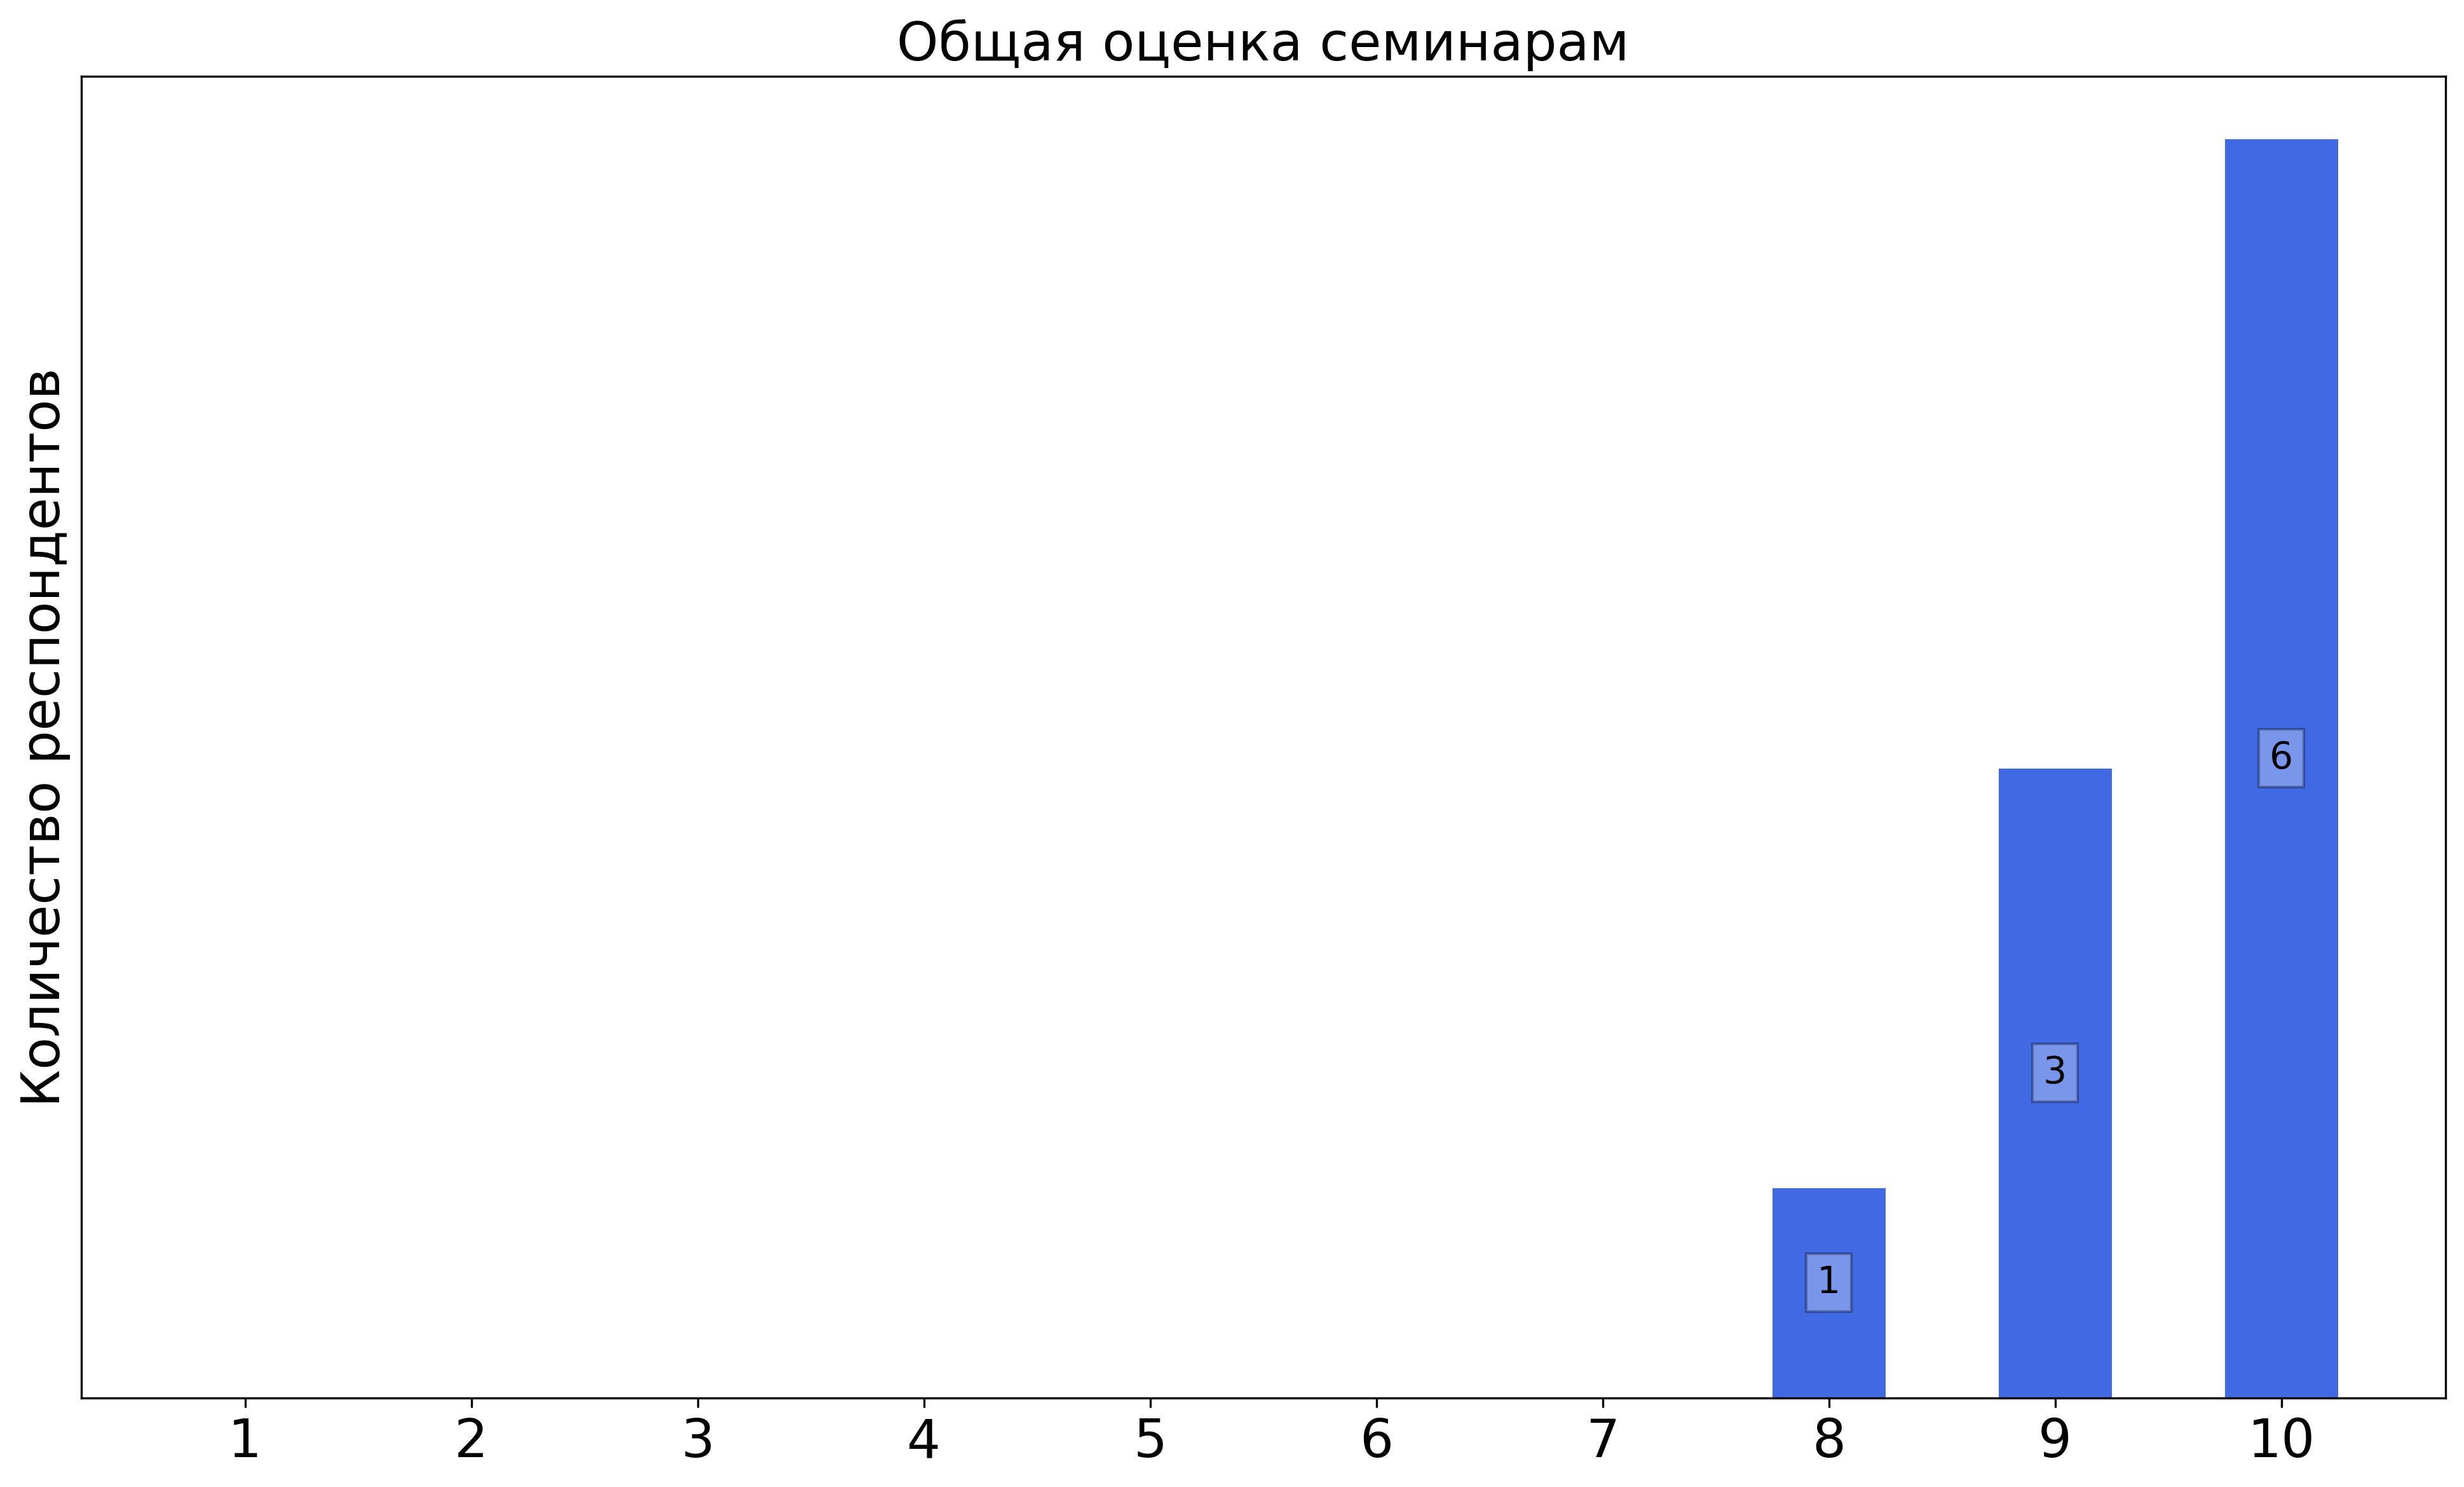 Общая оценка семинарам
Количество респондентов
6
3
1
1 2 3 4 5 6 7 8 9 10